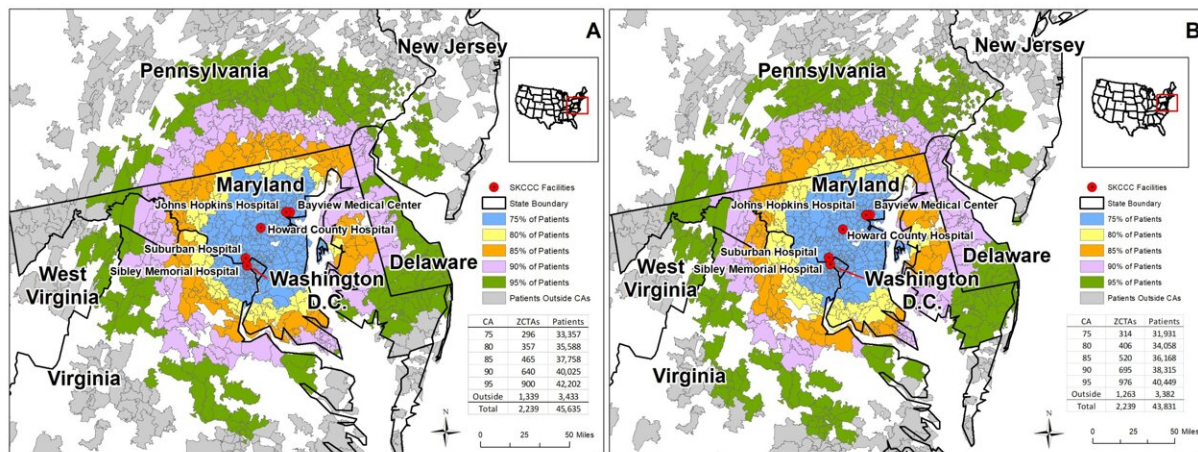 A
New Jersey
Pennsylvania
Maryland
Johns Hopkins Hospital
Bayview Medical Center
Howard County Hospital
Suburban Hospital
Sibley Memorial Hospital
Washington
D.C.
Delaware
West
Virginia
Virginia
SKCCC Facilities
State Boundary
75% of Patients
80% of Patients
85% of Patients
90% of Patients
95% of Patients
Patients Outside CAs
CA ZCTAs Patients
75 296 33,357
80 357 35,588
85 465 37,758
90 640 40,025
95 900 42,202
Outside 1,339 3,433
Total 2,239 45,635
N
0 25 50 Miles
B
New Jersey
Pennsylvania
Maryland
Johns Hopkins Hospital
Bayview Medical Center
Howard County Hospital
Suburban Hospital
Sibley Memorial Hospital
Washington
D.C.
Delaware
West
Virginia
Virginia
SKCCC Facilities
State Boundary
75% of Patients
80% of Patients
85% of Patients
90% of Patients
95% of Patients
Patients Outside CAs
CA ZCTAs Patients
75 314 31,931
80 406 34,058
85 520 36,168
90 695 38,315
95 976 40,449
Outside 1,263 3,382
Total 2,239 43,831
N
0 25 50 Miles